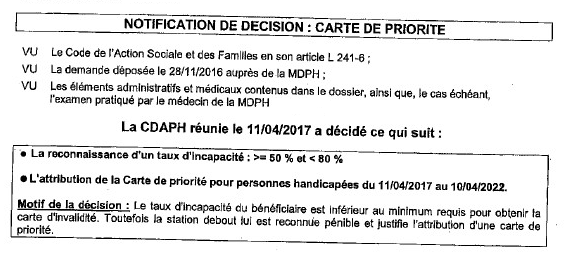 NOTIFICATION DE DECISION : CARTE DE PRIORITE
VU Le Code de l'Action Sociale et des Familles en son article L 241-6 ;
VU La demande déposée le 28/11/2016 auprès de la MDPH ;
VU Les éléments administratifs et médicaux contenus dans le dossier, ainsi que, le cas échéant,
l'examen pratiqué par le médecin de la MDPH
La CDAPH réunie le 11/04/2017 a décidé ce qui suit :
● La reconnaissance d'un taux d'incapacité : >= 50 % et < 80 %
● L'attribution de la Carte de priorité pour personnes handicapées du 11/04/2017 au 10/04/2022.
Motif de la décision : Le taux d'incapacité du bénéficiaire est inférieur au minimum requis pour obtenir la
carte d'invalidité. Toutefois la station debout lui est reconnue pénible et justifie l'attribution d'une carte de
priorité.